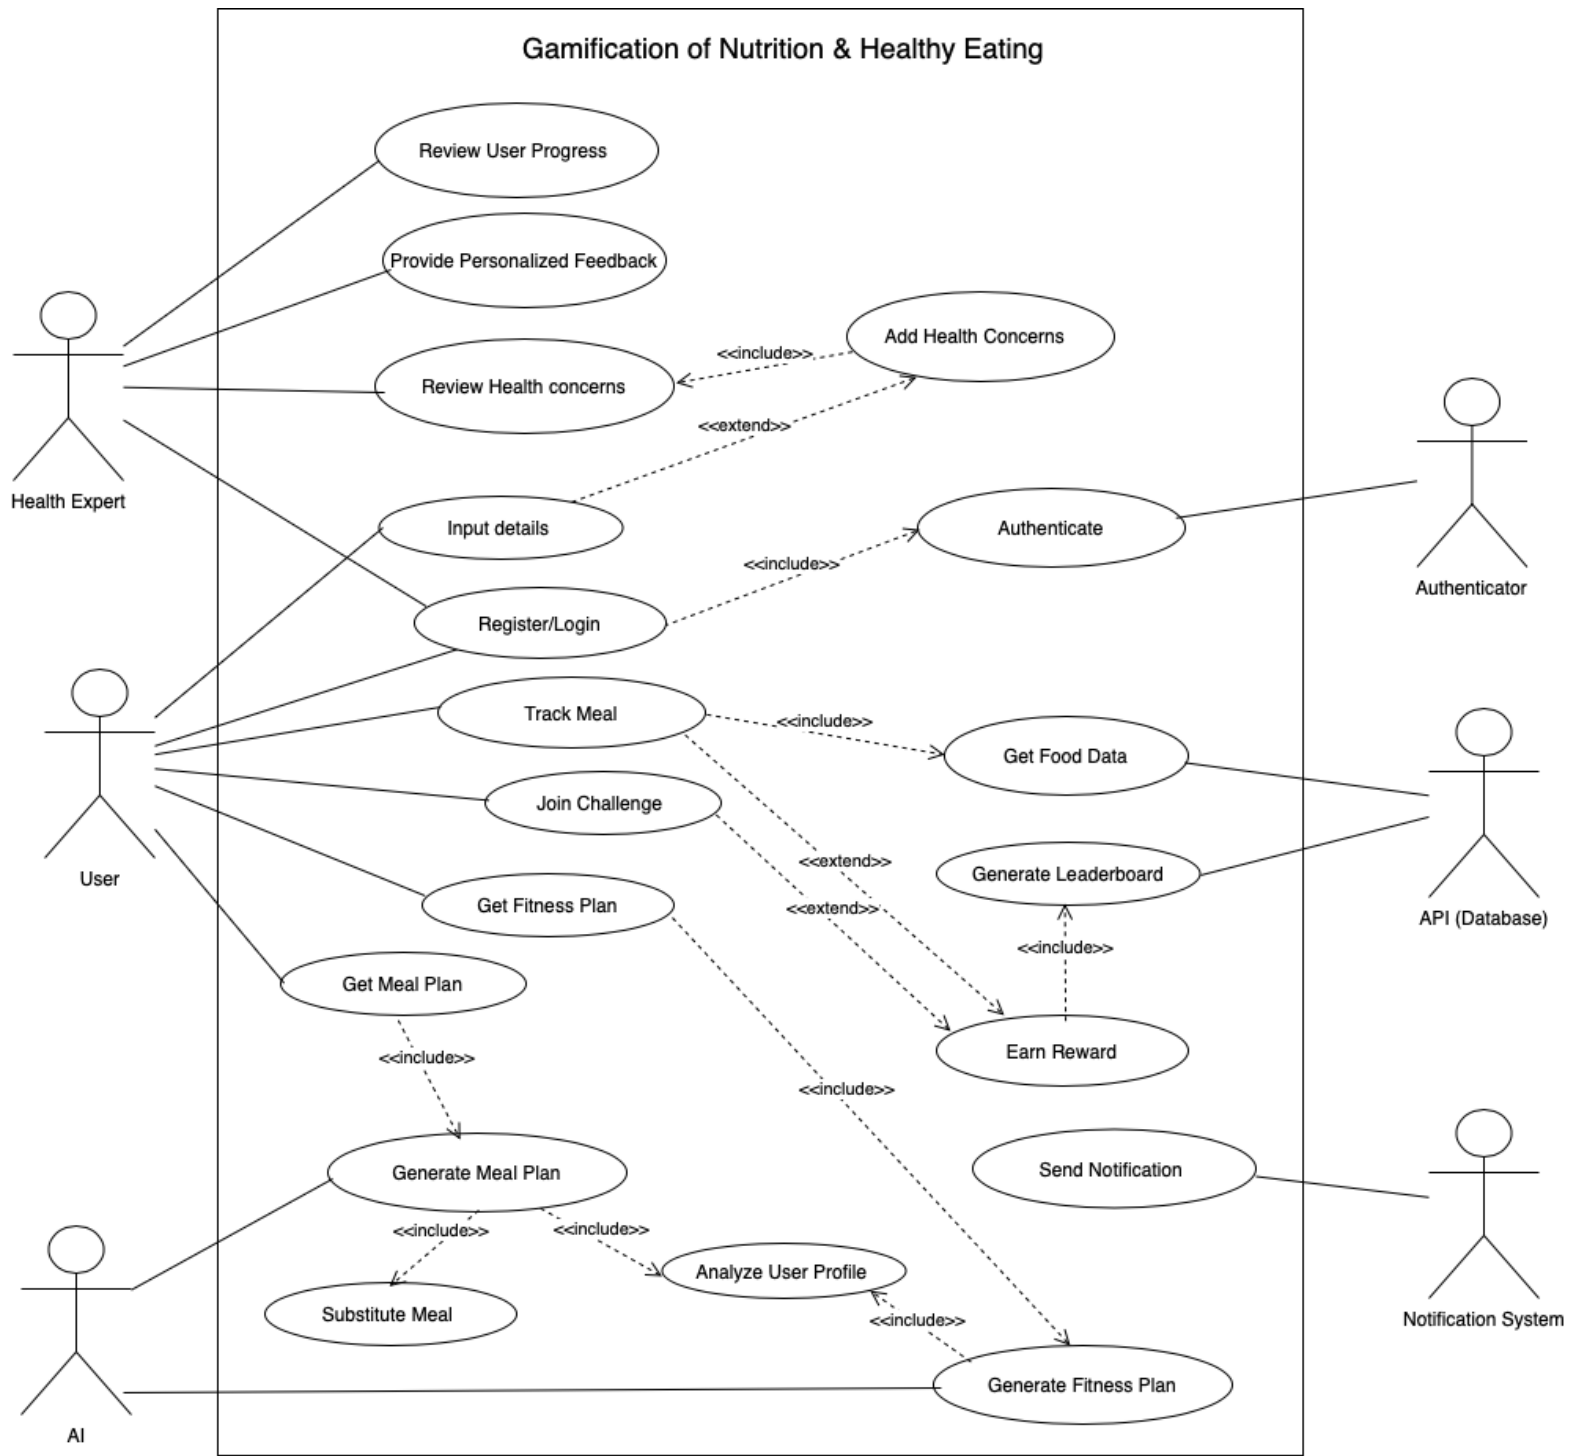 Gamification of Nutrition & Healthy Eating
Review User Progress
Provide Personalized Feedback
Add Health Concerns
<<include>>
Review Health concerns
<<extend>>
Health Expert
Input details
Authenticate
<<include>>
Authenticator
Register/Login
Track Meal
<<include>>
Get Food Data
Join Challenge
<<extend>>
Generate Leaderboard
User
Get Fitness Plan
<<extend>>
API (Database)
<<include>>
Get Meal Plan
Earn Reward
<<include>>
<<include>>
Generate Meal Plan
Send Notification
<<include>>
<<include>>
Analyze User Profile
Substitute Meal
<<include>>
Notification System
Generate Fitness Plan
AI